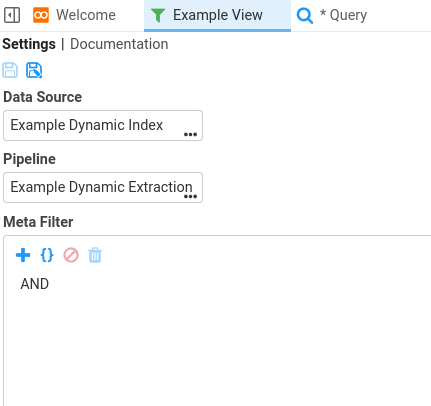 Welcome Example View * Query
Settings | Documentation
Data Source
Example Dynamic Index ...
Pipeline
Example Dynamic Extraction ...
Meta Filter
{}
AND